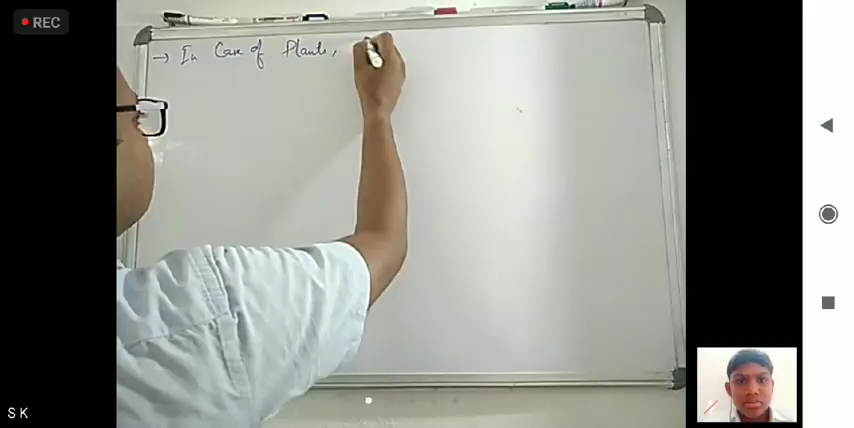 REC
→ In Case of Plants,
S K